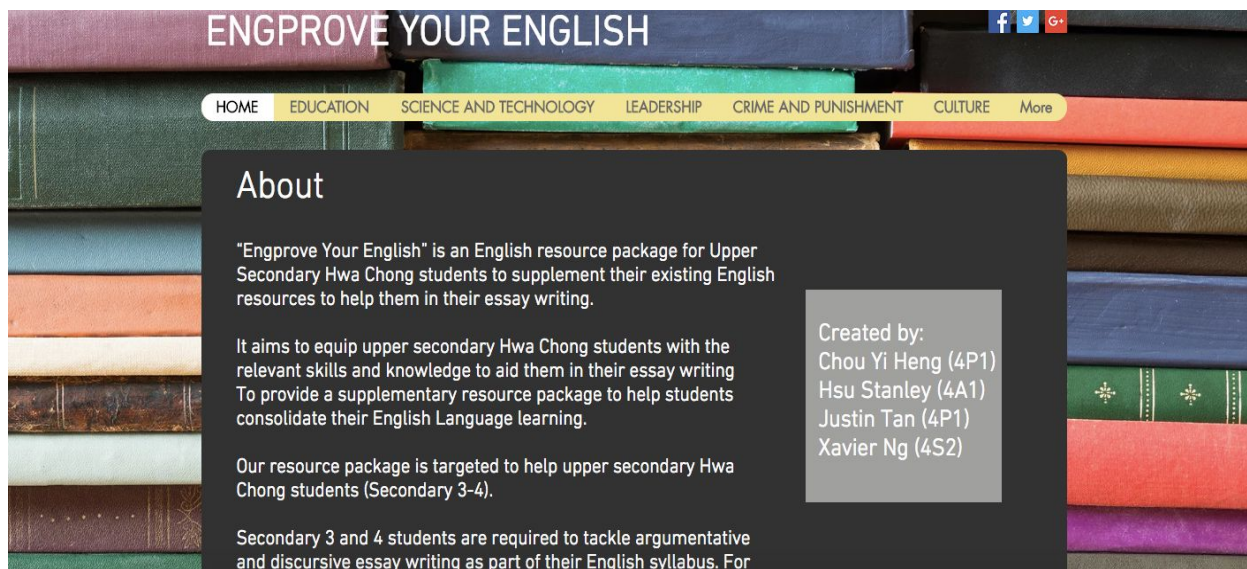 ENGPROVE YOUR ENGLISH
HOME EDUCATION SCIENCE AND TECHNOLOGY LEADERSHIP CRIME AND PUNISHMENT CULTURE More
About
"Engprove Your English" is an English resource package for Upper
Secondary Hwa Chong students to supplement their existing English
resources to help them in their essay writing.
It aims to equip upper secondary Hwa Chong students with the
relevant skills and knowledge to aid them in their essay writing
To provide a supplementary resource package to help students
consolidate their English Language learning.
Our resource package is targeted to help upper secondary Hwa
Chong students (Secondary 3-4).
Secondary 3 and 4 students are required to tackle argumentative
and discursive essay writing as part of their English syllabus. For
Created by:
Chou Yi Heng (4P1)
Hsu Stanley (4A1)
Justin Tan (4P1)
Xavier Ng (4S2)